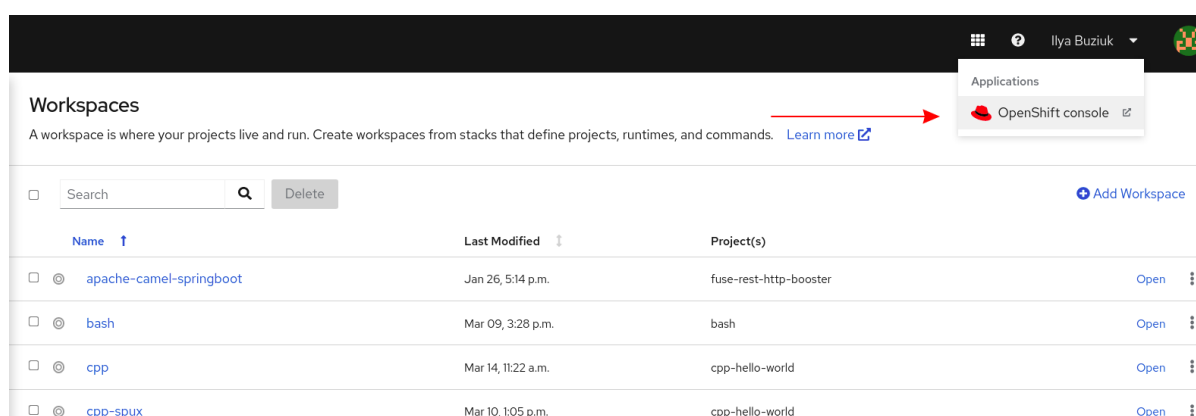 Ilya Buziuk
Applications
OpenShift console
Workspaces
A workspace is where your projects live and run. Create workspaces from stacks that define projects, runtimes, and commands. Learn more
Search Delete Add Workspace
Name Last Modified Project(s)
apache-camel-springboot Jan 26, 5:14 p.m. fuse-rest-http-booster Open
bash Mar 09, 3:28 p.m. bash Open
cpp Mar 14, 11:22 a.m. cpp-hello-world Open
cpp-spux Mar 10, 1:05 p.m. cpp-hello-world Open